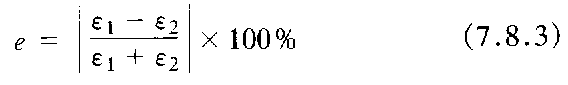 e = | (ε₁ − ε₂) / (ε₁ + ε₂) | × 100% (7.8.3)